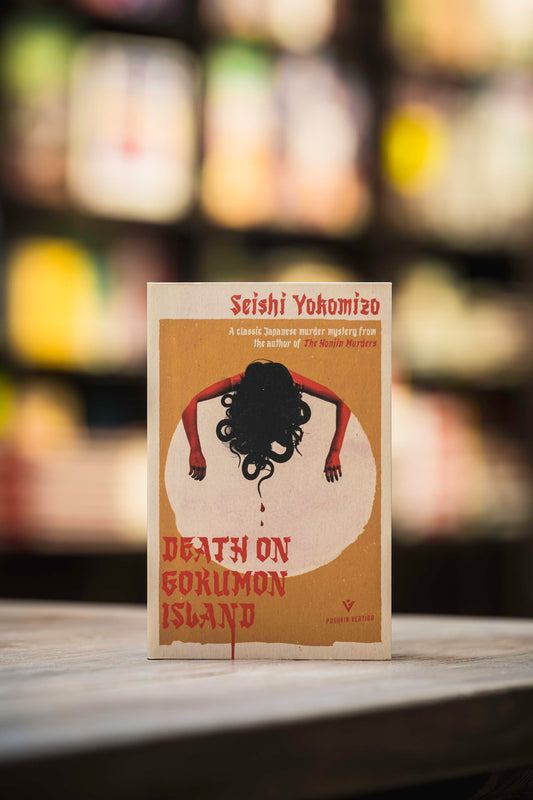 Seishi Yokomizo
A classic Japanese murder mystery from
the author of The Honjin Murders
DEATH ON
GOKUMON
ISLAND
PUSHKIN VERTIGO